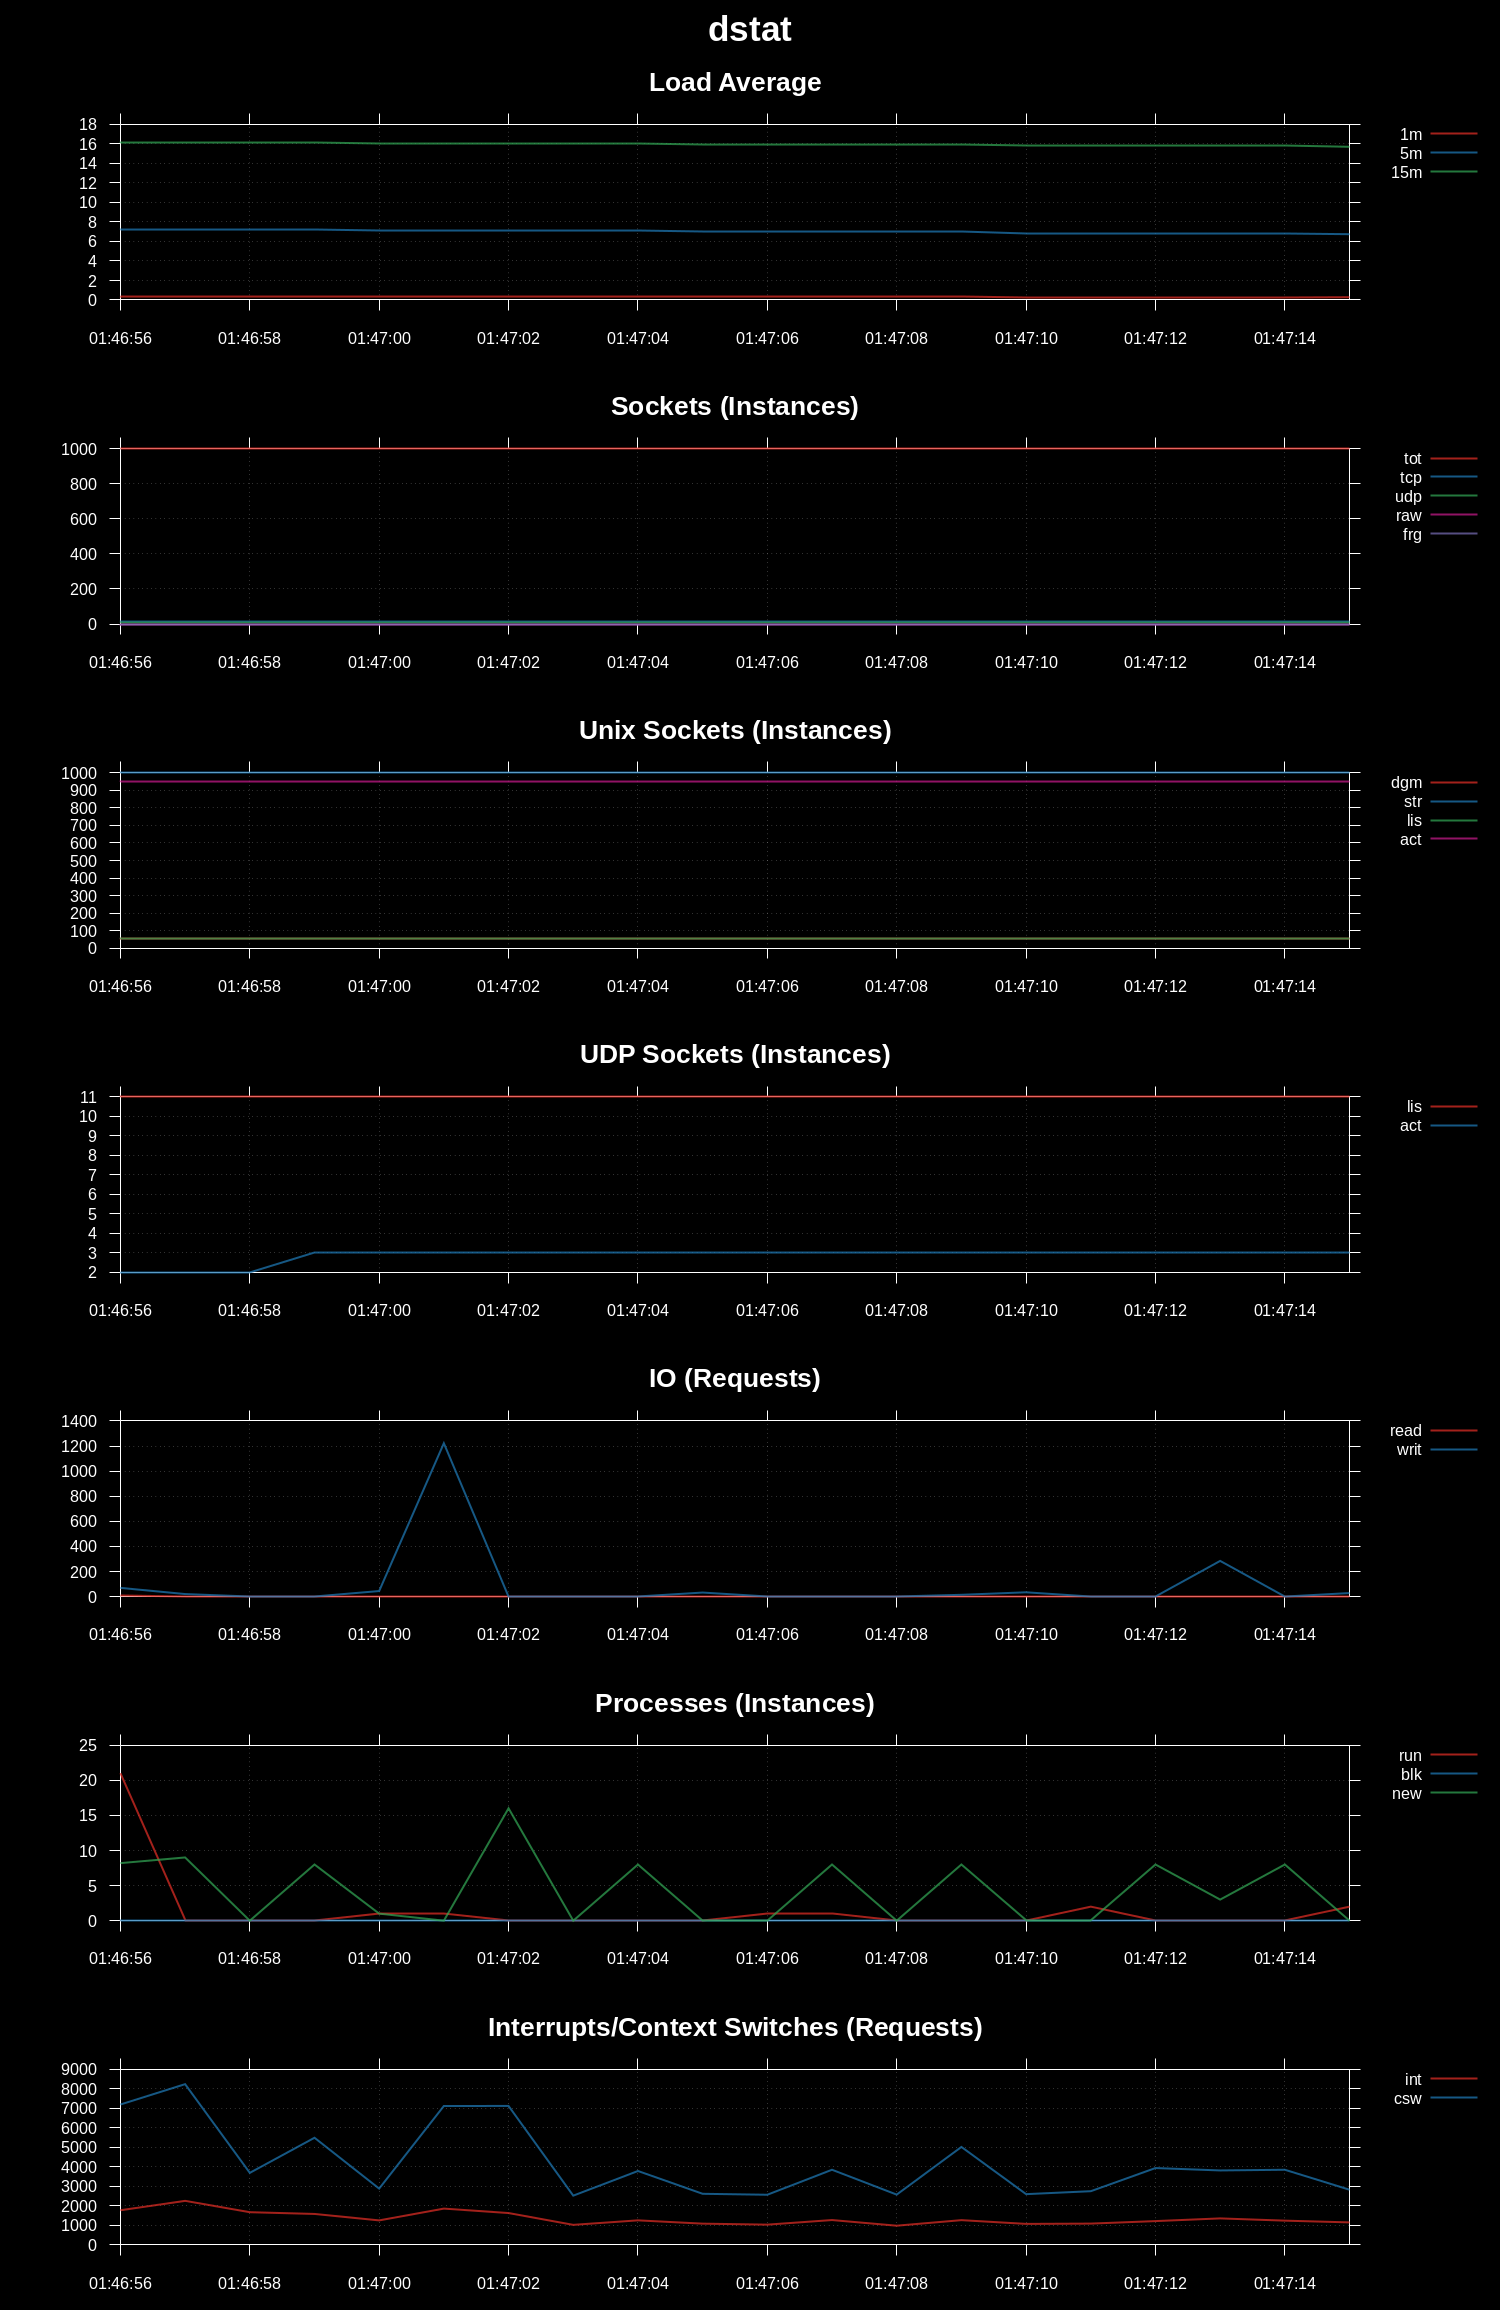 dstat
Load Average
18
16
14
12
10
8
6
4
2
0
1m
5m
15m
01:46:56 01:46:58 01:47:00 01:47:02 01:47:04 01:47:06 01:47:08 01:47:10 01:47:12 01:47:14
Sockets (Instances)
1000
800
600
400
200
0
tot
tcp
udp
raw
frg
01:46:56 01:46:58 01:47:00 01:47:02 01:47:04 01:47:06 01:47:08 01:47:10 01:47:12 01:47:14
Unix Sockets (Instances)
1000
900
800
700
600
500
400
300
200
100
0
dgm
str
lis
act
01:46:56 01:46:58 01:47:00 01:47:02 01:47:04 01:47:06 01:47:08 01:47:10 01:47:12 01:47:14
UDP Sockets (Instances)
11
10
9
8
7
6
5
4
3
2
lis
act
01:46:56 01:46:58 01:47:00 01:47:02 01:47:04 01:47:06 01:47:08 01:47:10 01:47:12 01:47:14
IO (Requests)
1400
1200
1000
800
600
400
200
0
read
writ
01:46:56 01:46:58 01:47:00 01:47:02 01:47:04 01:47:06 01:47:08 01:47:10 01:47:12 01:47:14
Processes (Instances)
25
20
15
10
5
0
run
blk
new
01:46:56 01:46:58 01:47:00 01:47:02 01:47:04 01:47:06 01:47:08 01:47:10 01:47:12 01:47:14
Interrupts/Context Switches (Requests)
9000
8000
7000
6000
5000
4000
3000
2000
1000
0
int
csw
01:46:56 01:46:58 01:47:00 01:47:02 01:47:04 01:47:06 01:47:08 01:47:10 01:47:12 01:47:14